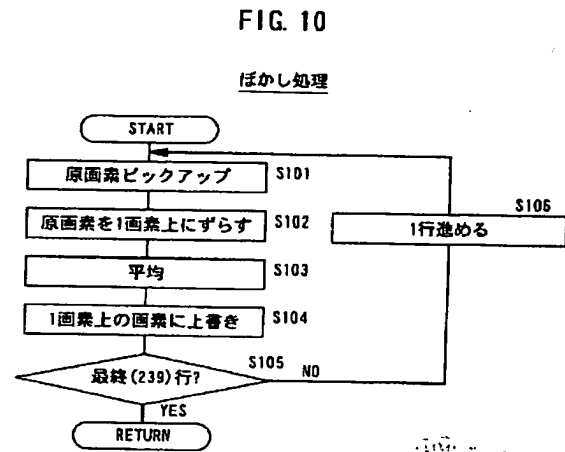 FIG. 10
ぼかし処理
START
原画素ピックアップ S101
原画素を1画素上にずらす S102
平均 S103
1画素上の画素に上書き S104
最終(239)行? S105
NO
YES
RETURN
S106
1行進める